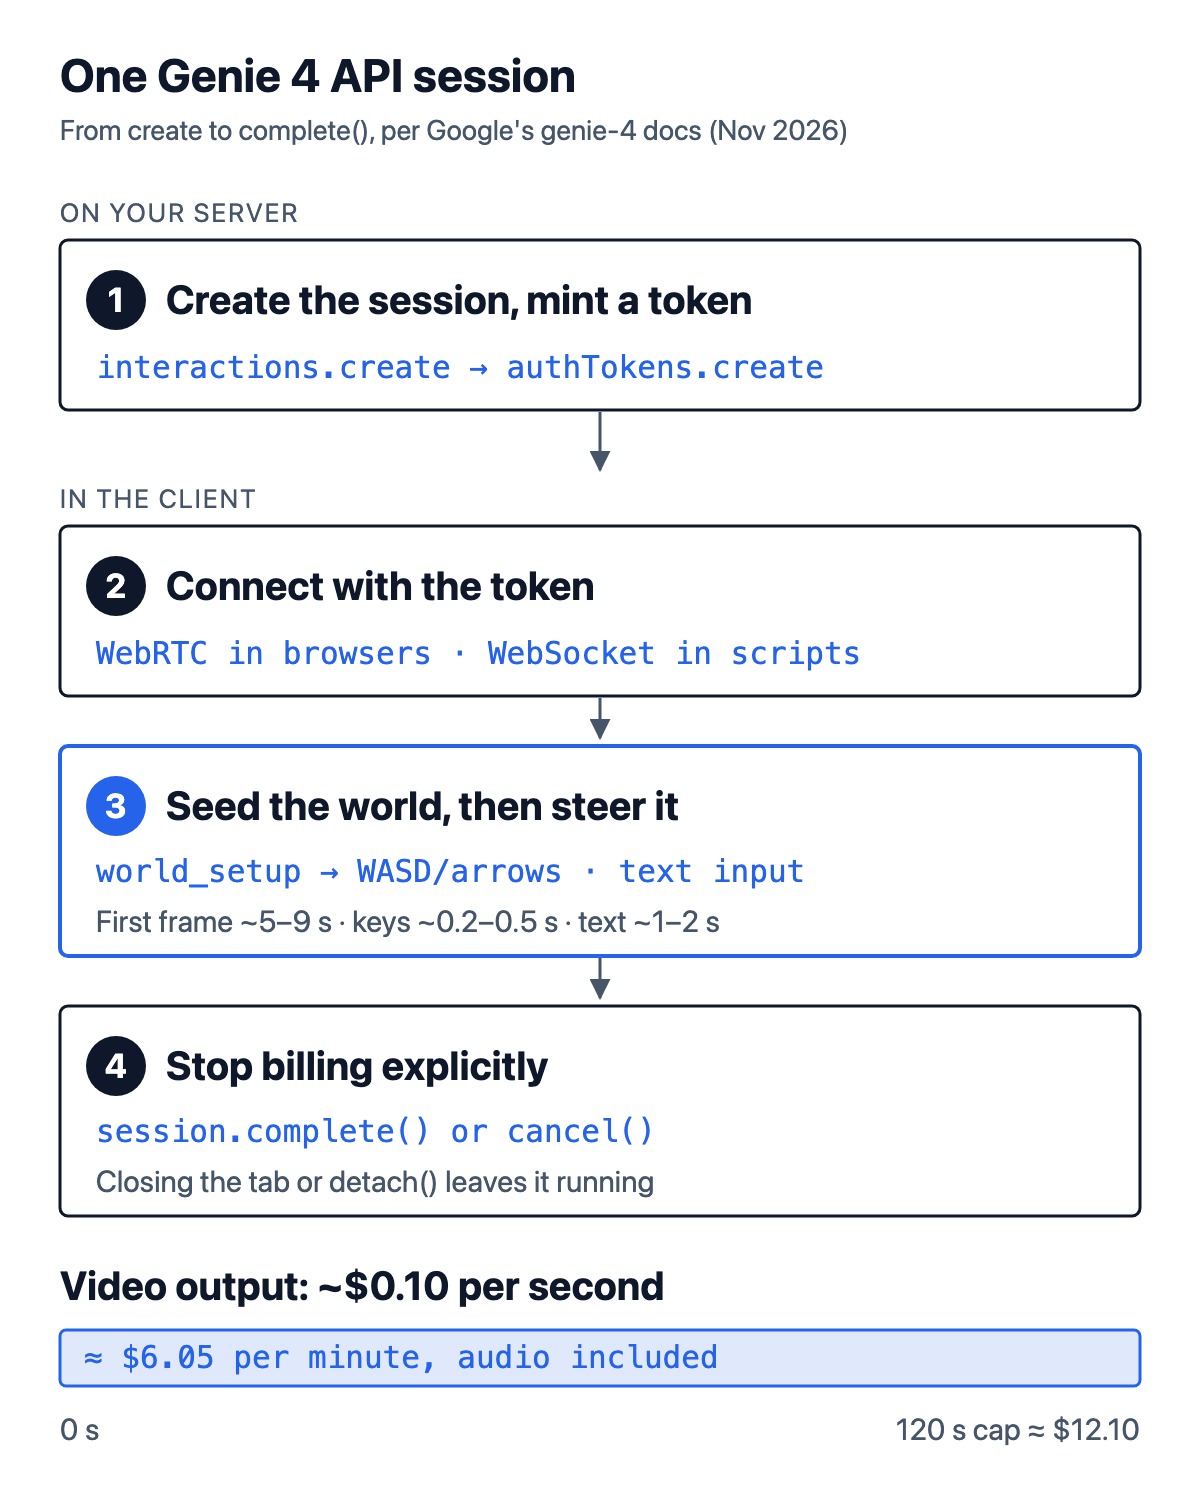 One Genie 4 API session
From create to complete(), per Google's genie-4 docs (Nov 2026)
ON YOUR SERVER
1 Create the session, mint a token
interactions.create → authTokens.create
IN THE CLIENT
2 Connect with the token
WebRTC in browsers · WebSocket in scripts
3 Seed the world, then steer it
world_setup → WASD/arrows · text input
First frame ~5–9 s · keys ~0.2–0.5 s · text ~1–2 s
4 Stop billing explicitly
session.complete() or cancel()
Closing the tab or detach() leaves it running
Video output: ~$0.10 per second
≈ $6.05 per minute, audio included
0 s
120 s cap ≈ $12.10